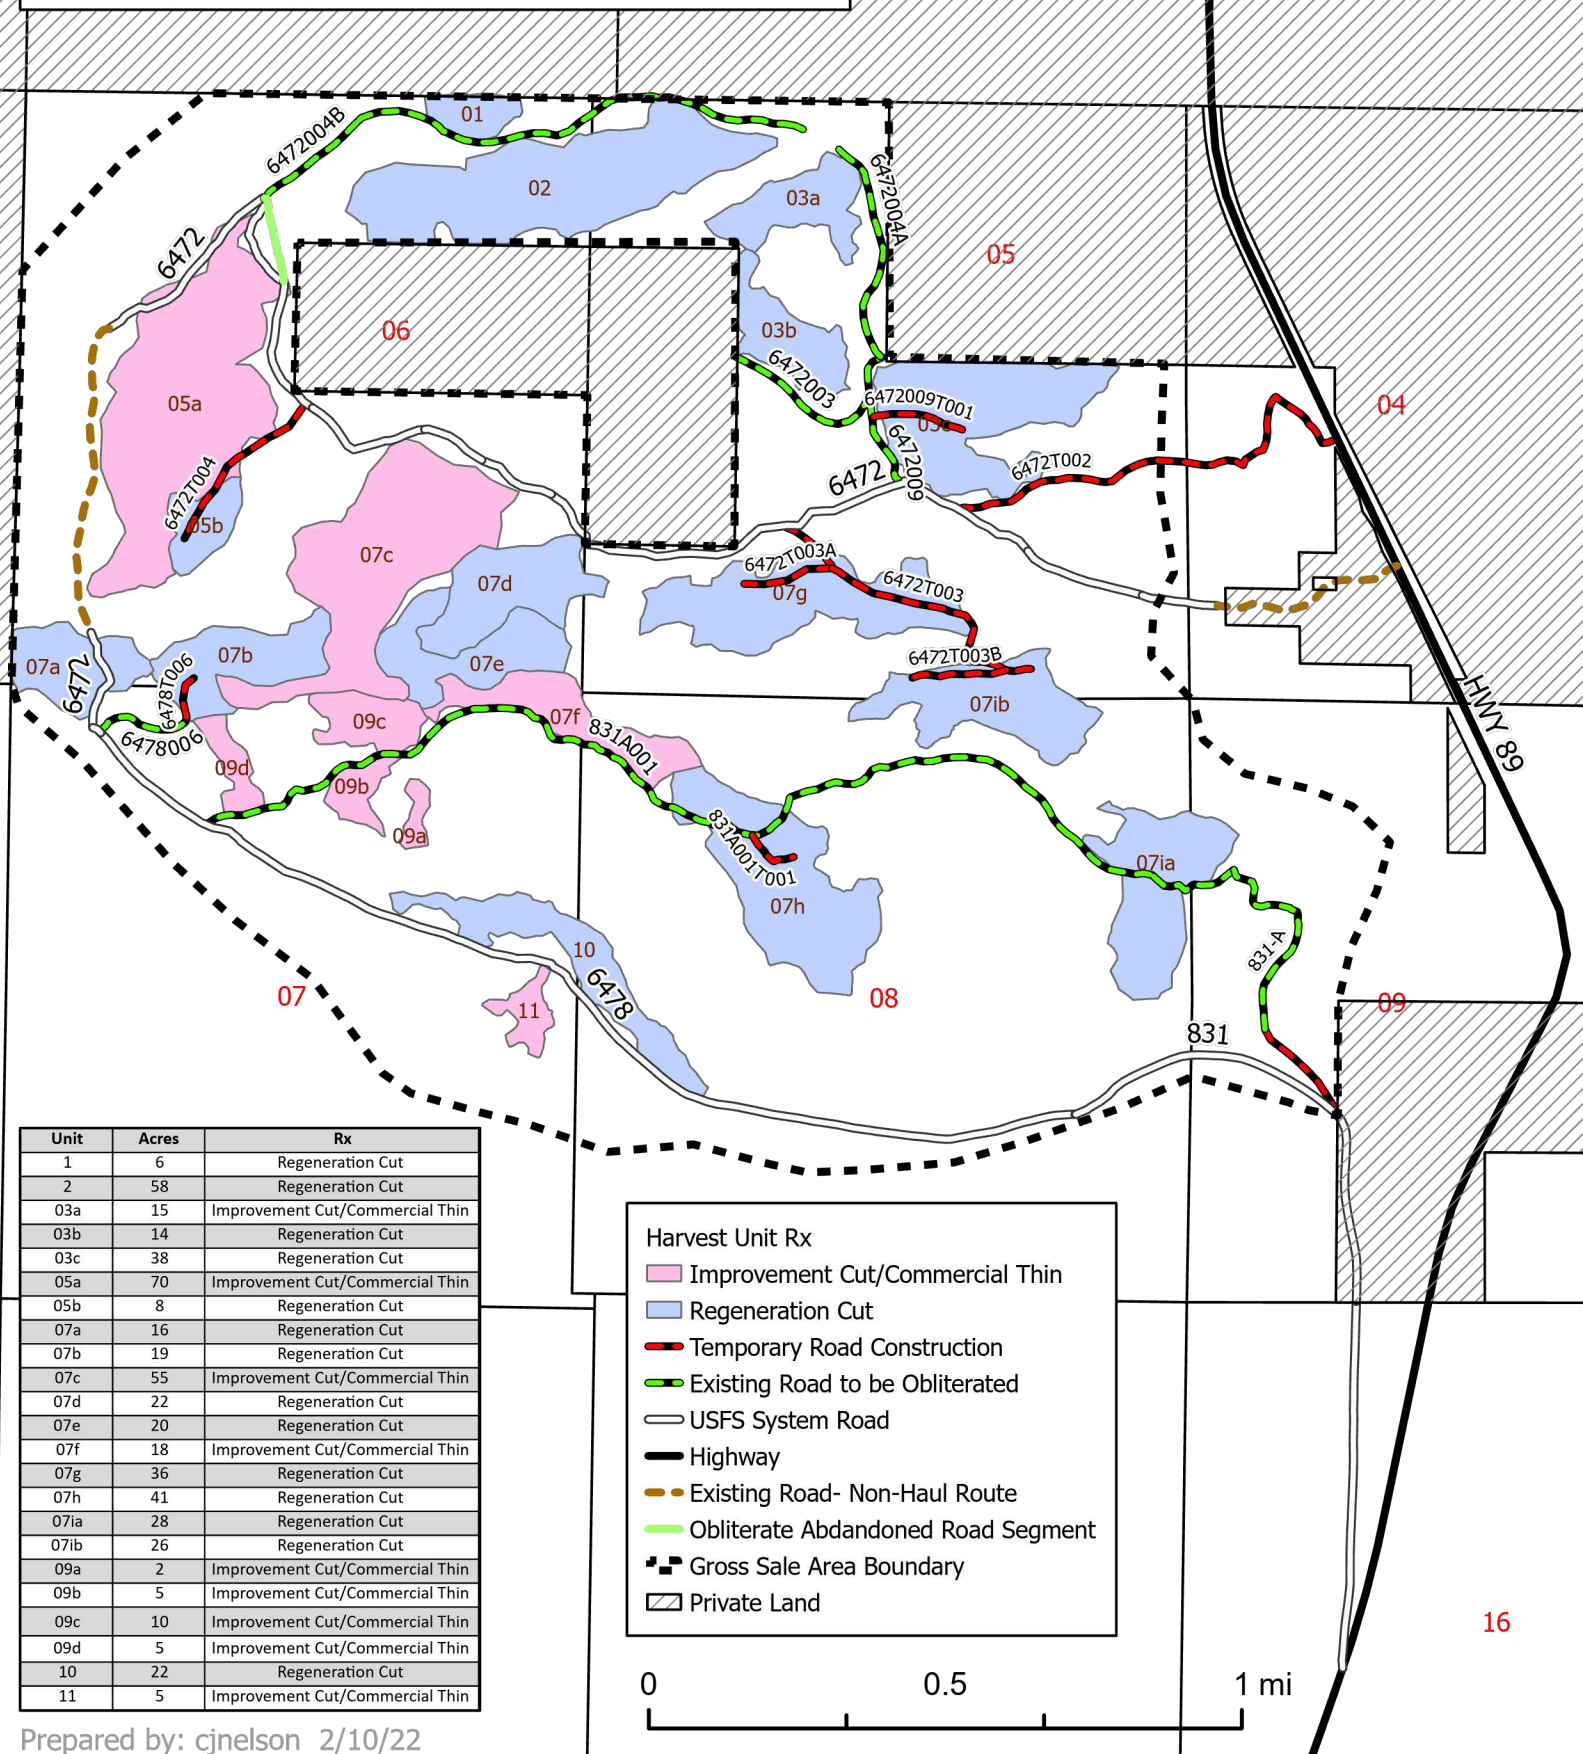 01
6472004B
02
03a
6472004A
6472
05
06
03b
6472003
05a
6472009T001
03c
04
6472009
6472
6472T002
6472T004
05b
07c
07d
6472T003A
07g
6472T003
07a
6472
07b
6478T006
07e
6472T003B
07ib
HWY 89
6478006
09c
07f
831A001
09d
09b
09a
831A001T001
07h
07ia
831-A
10
6478
11
07
08
09
831
Unit Acres Rx
1 6 Regeneration Cut
2 58 Regeneration Cut
03a 15 Improvement Cut/Commercial Thin
03b 14 Regeneration Cut
03c 38 Regeneration Cut
05a 70 Improvement Cut/Commercial Thin
05b 8 Regeneration Cut
07a 16 Regeneration Cut
07b 19 Regeneration Cut
07c 55 Improvement Cut/Commercial Thin
07d 22 Regeneration Cut
07e 20 Regeneration Cut
07f 18 Improvement Cut/Commercial Thin
07g 36 Regeneration Cut
07h 41 Regeneration Cut
07ia 28 Regeneration Cut
07ib 26 Regeneration Cut
09a 2 Improvement Cut/Commercial Thin
09b 5 Improvement Cut/Commercial Thin
09c 10 Improvement Cut/Commercial Thin
09d 5 Improvement Cut/Commercial Thin
10 22 Regeneration Cut
11 5 Improvement Cut/Commercial Thin
Harvest Unit Rx
Improvement Cut/Commercial Thin
Regeneration Cut
Temporary Road Construction
Existing Road to be Obliterated
USFS System Road
Highway
Existing Road- Non-Haul Route
Obliterate Abdandoned Road Segment
Gross Sale Area Boundary
Private Land
16
0 0.5 1 mi
Prepared by: cjnelson 2/10/22